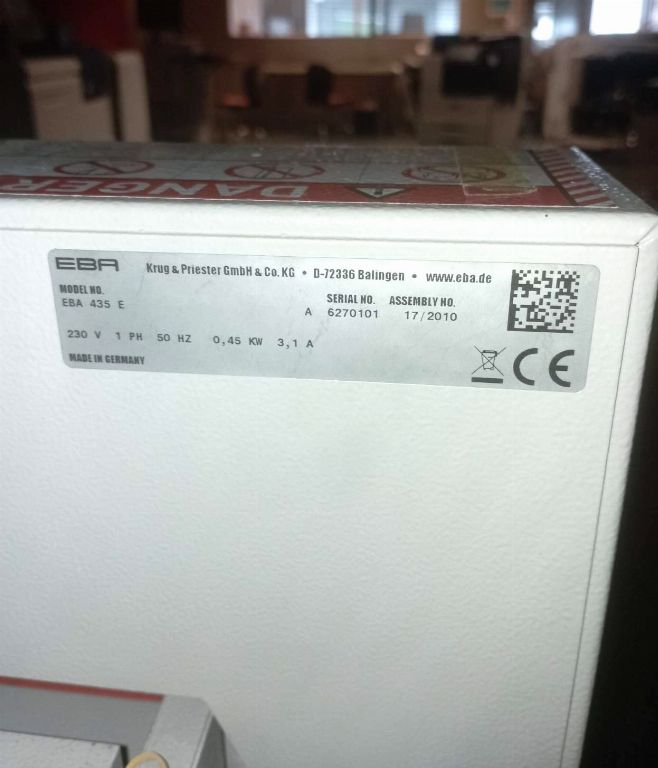 DANGER
EBA Krug & Priester GmbH & Co. KG • D-72336 Balingen • www.eba.de
MODEL NO. SERIAL NO. ASSEMBLY NO.
EBA 435 E A 6270101 17/2010
230 V 1 PH 50 HZ 0,45 KW 3,1 A
MADE IN GERMANY
CE